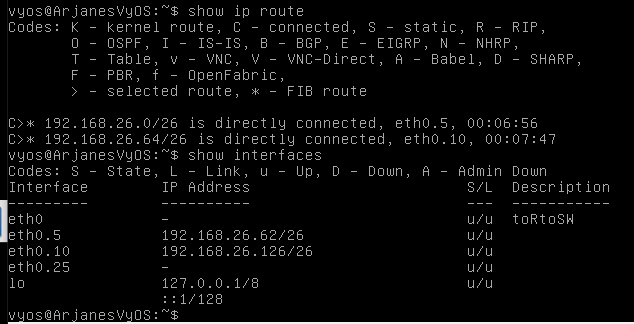 vyos@ArjanesVyOS:~$ show ip route
Codes: K - kernel route, C - connected, S - static, R - RIP,
       O - OSPF, I - IS-IS, B - BGP, E - EIGRP, N - NHRP,
       T - Table, v - VNC, V - VNC-Direct, A - Babel, D - SHARP,
       F - PBR, f - OpenFabric,
       > - selected route, * - FIB route

C>* 192.168.26.0/26 is directly connected, eth0.5, 00:06:56
C>* 192.168.26.64/26 is directly connected, eth0.10, 00:07:47
vyos@ArjanesVyOS:~$ show interfaces
Codes: S - State, L - Link, u - Up, D - Down, A - Admin Down
Interface        IP Address                        S/L  Description
---------        ----------                        ---  -----------
eth0             -                                 u/u  toRtoSW
eth0.5           192.168.26.62/26                  u/u
eth0.10          192.168.26.126/26                 u/u
eth0.25          -                                 u/u
lo               127.0.0.1/8                       u/u
                 ::1/128
vyos@ArjanesVyOS:~$